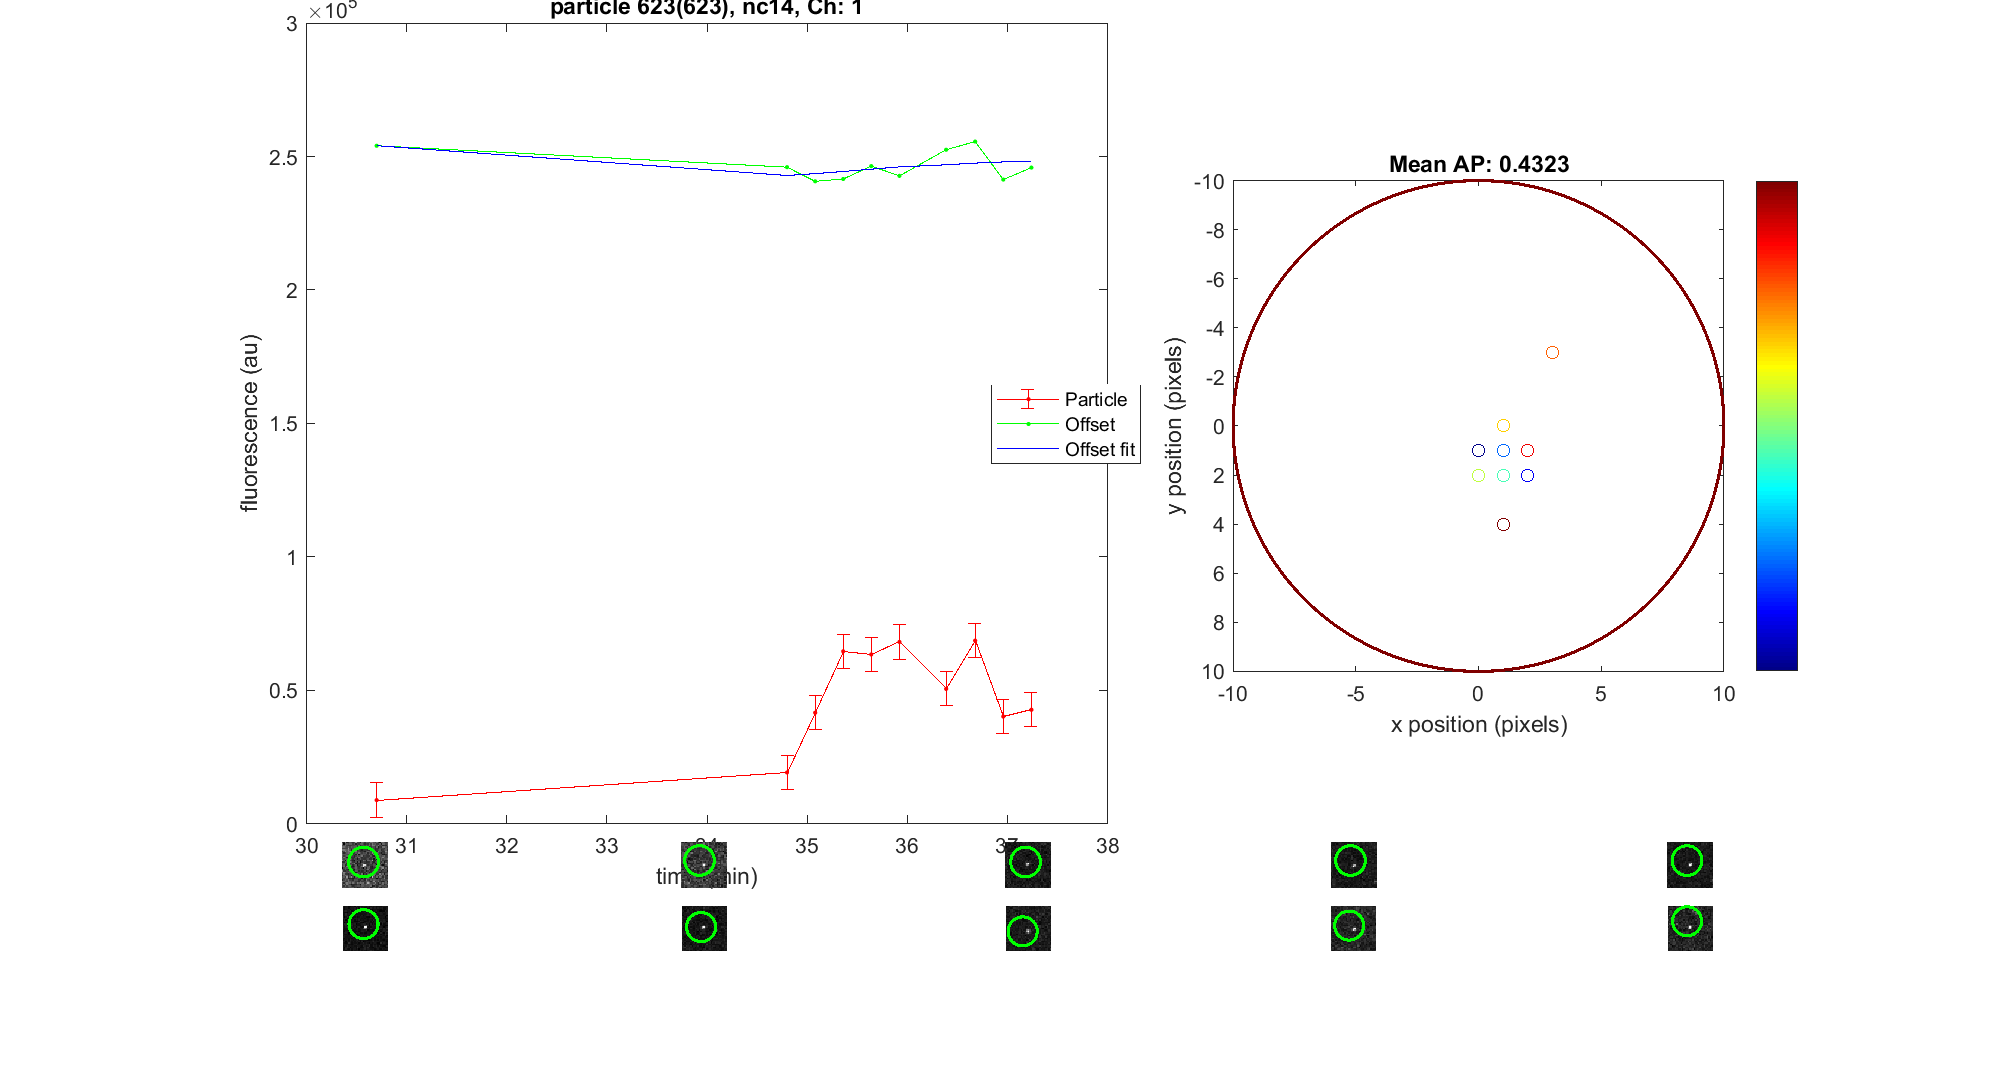 particle 623(623), nc14, Ch: 1
×10⁵
3
2.5
2
1.5
1
0.5
0
fluorescence (au)
30 31 32 33 35 36 37 38
Particle
Offset
Offset fit
Mean AP: 0.4323
-10
-8
-6
-4
-2
0
2
4
6
8
10
y position (pixels)
-10 -5 0 5 10
x position (pixels)